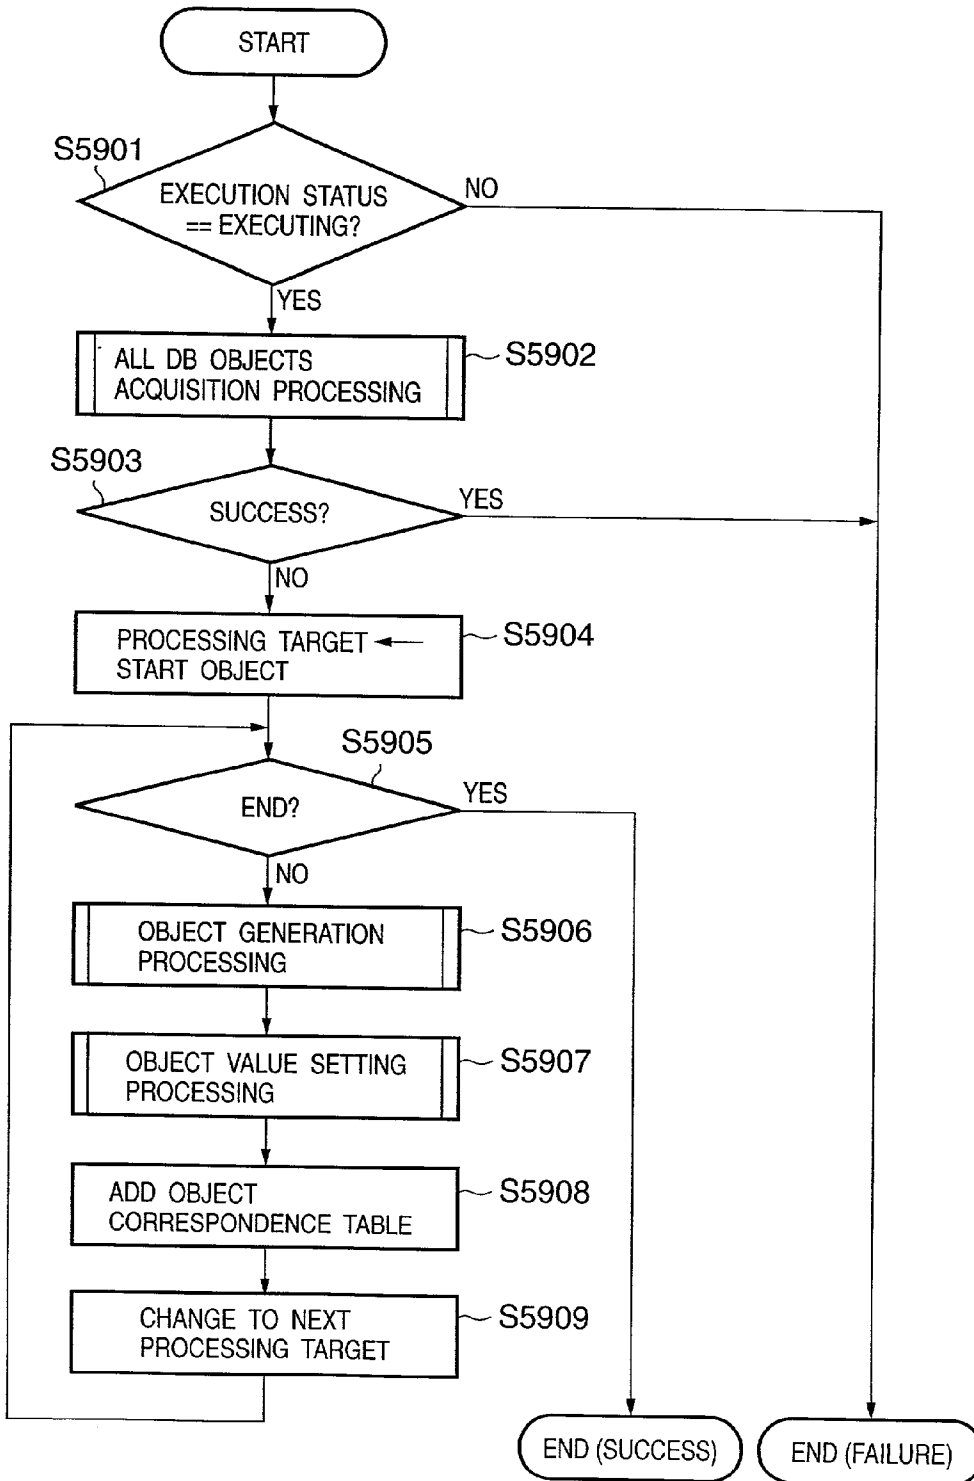 START
S5901
EXECUTION STATUS
== EXECUTING?
NO
YES
ALL DB OBJECTS
ACQUISITION PROCESSING
S5902
S5903
SUCCESS?
YES
NO
PROCESSING TARGET ←
START OBJECT
S5904
S5905
END?
YES
NO
OBJECT GENERATION
PROCESSING
S5906
OBJECT VALUE SETTING
PROCESSING
S5907
ADD OBJECT
CORRESPONDENCE TABLE
S5908
CHANGE TO NEXT
PROCESSING TARGET
S5909
END (SUCCESS)
END (FAILURE)